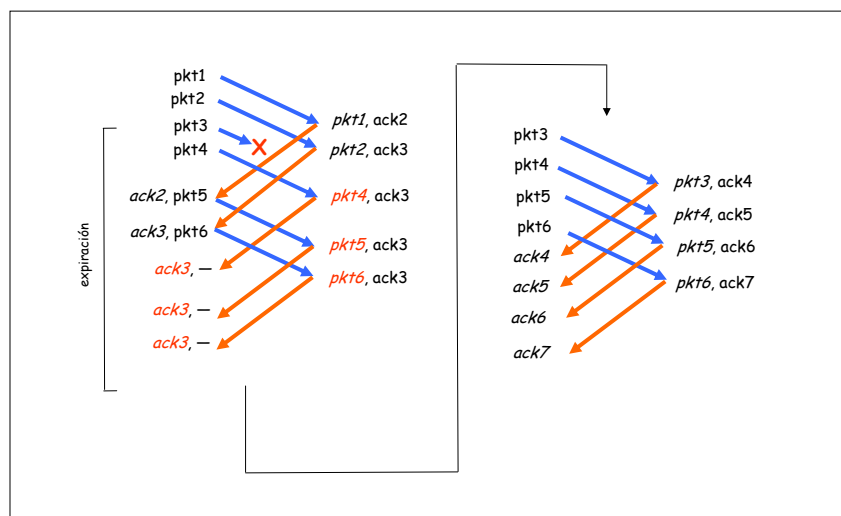 pkt1
pkt2
pkt3
pkt4
ack2, pkt5
ack3, pkt6
ack3, —
ack3, —
ack3, —
expiración
pkt1, ack2
pkt2, ack3
pkt4, ack3
pkt5, ack3
pkt6, ack3
pkt3
pkt4
pkt5
pkt6
ack4
ack5
ack6
ack7
pkt3, ack4
pkt4, ack5
pkt5, ack6
pkt6, ack7